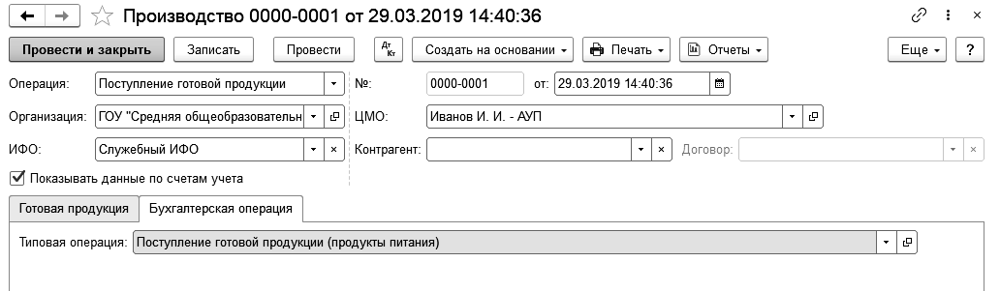 Производство 0000-0001 от 29.03.2019 14:40:36
Провести и закрыть Записать Провести Дт Кт Создать на основании Печать Отчеты Еще ?
Операция: Поступление готовой продукции №: 0000-0001 от: 29.03.2019 14:40:36
Организация: ГОУ "Средняя общеобразовательн ЦМО: Иванов И. И. - АУП
ИФО: Служебный ИФО Контрагент: Договор:
Показывать данные по счетам учета
Готовая продукция Бухгалтерская операция
Типовая операция: Поступление готовой продукции (продукты питания)